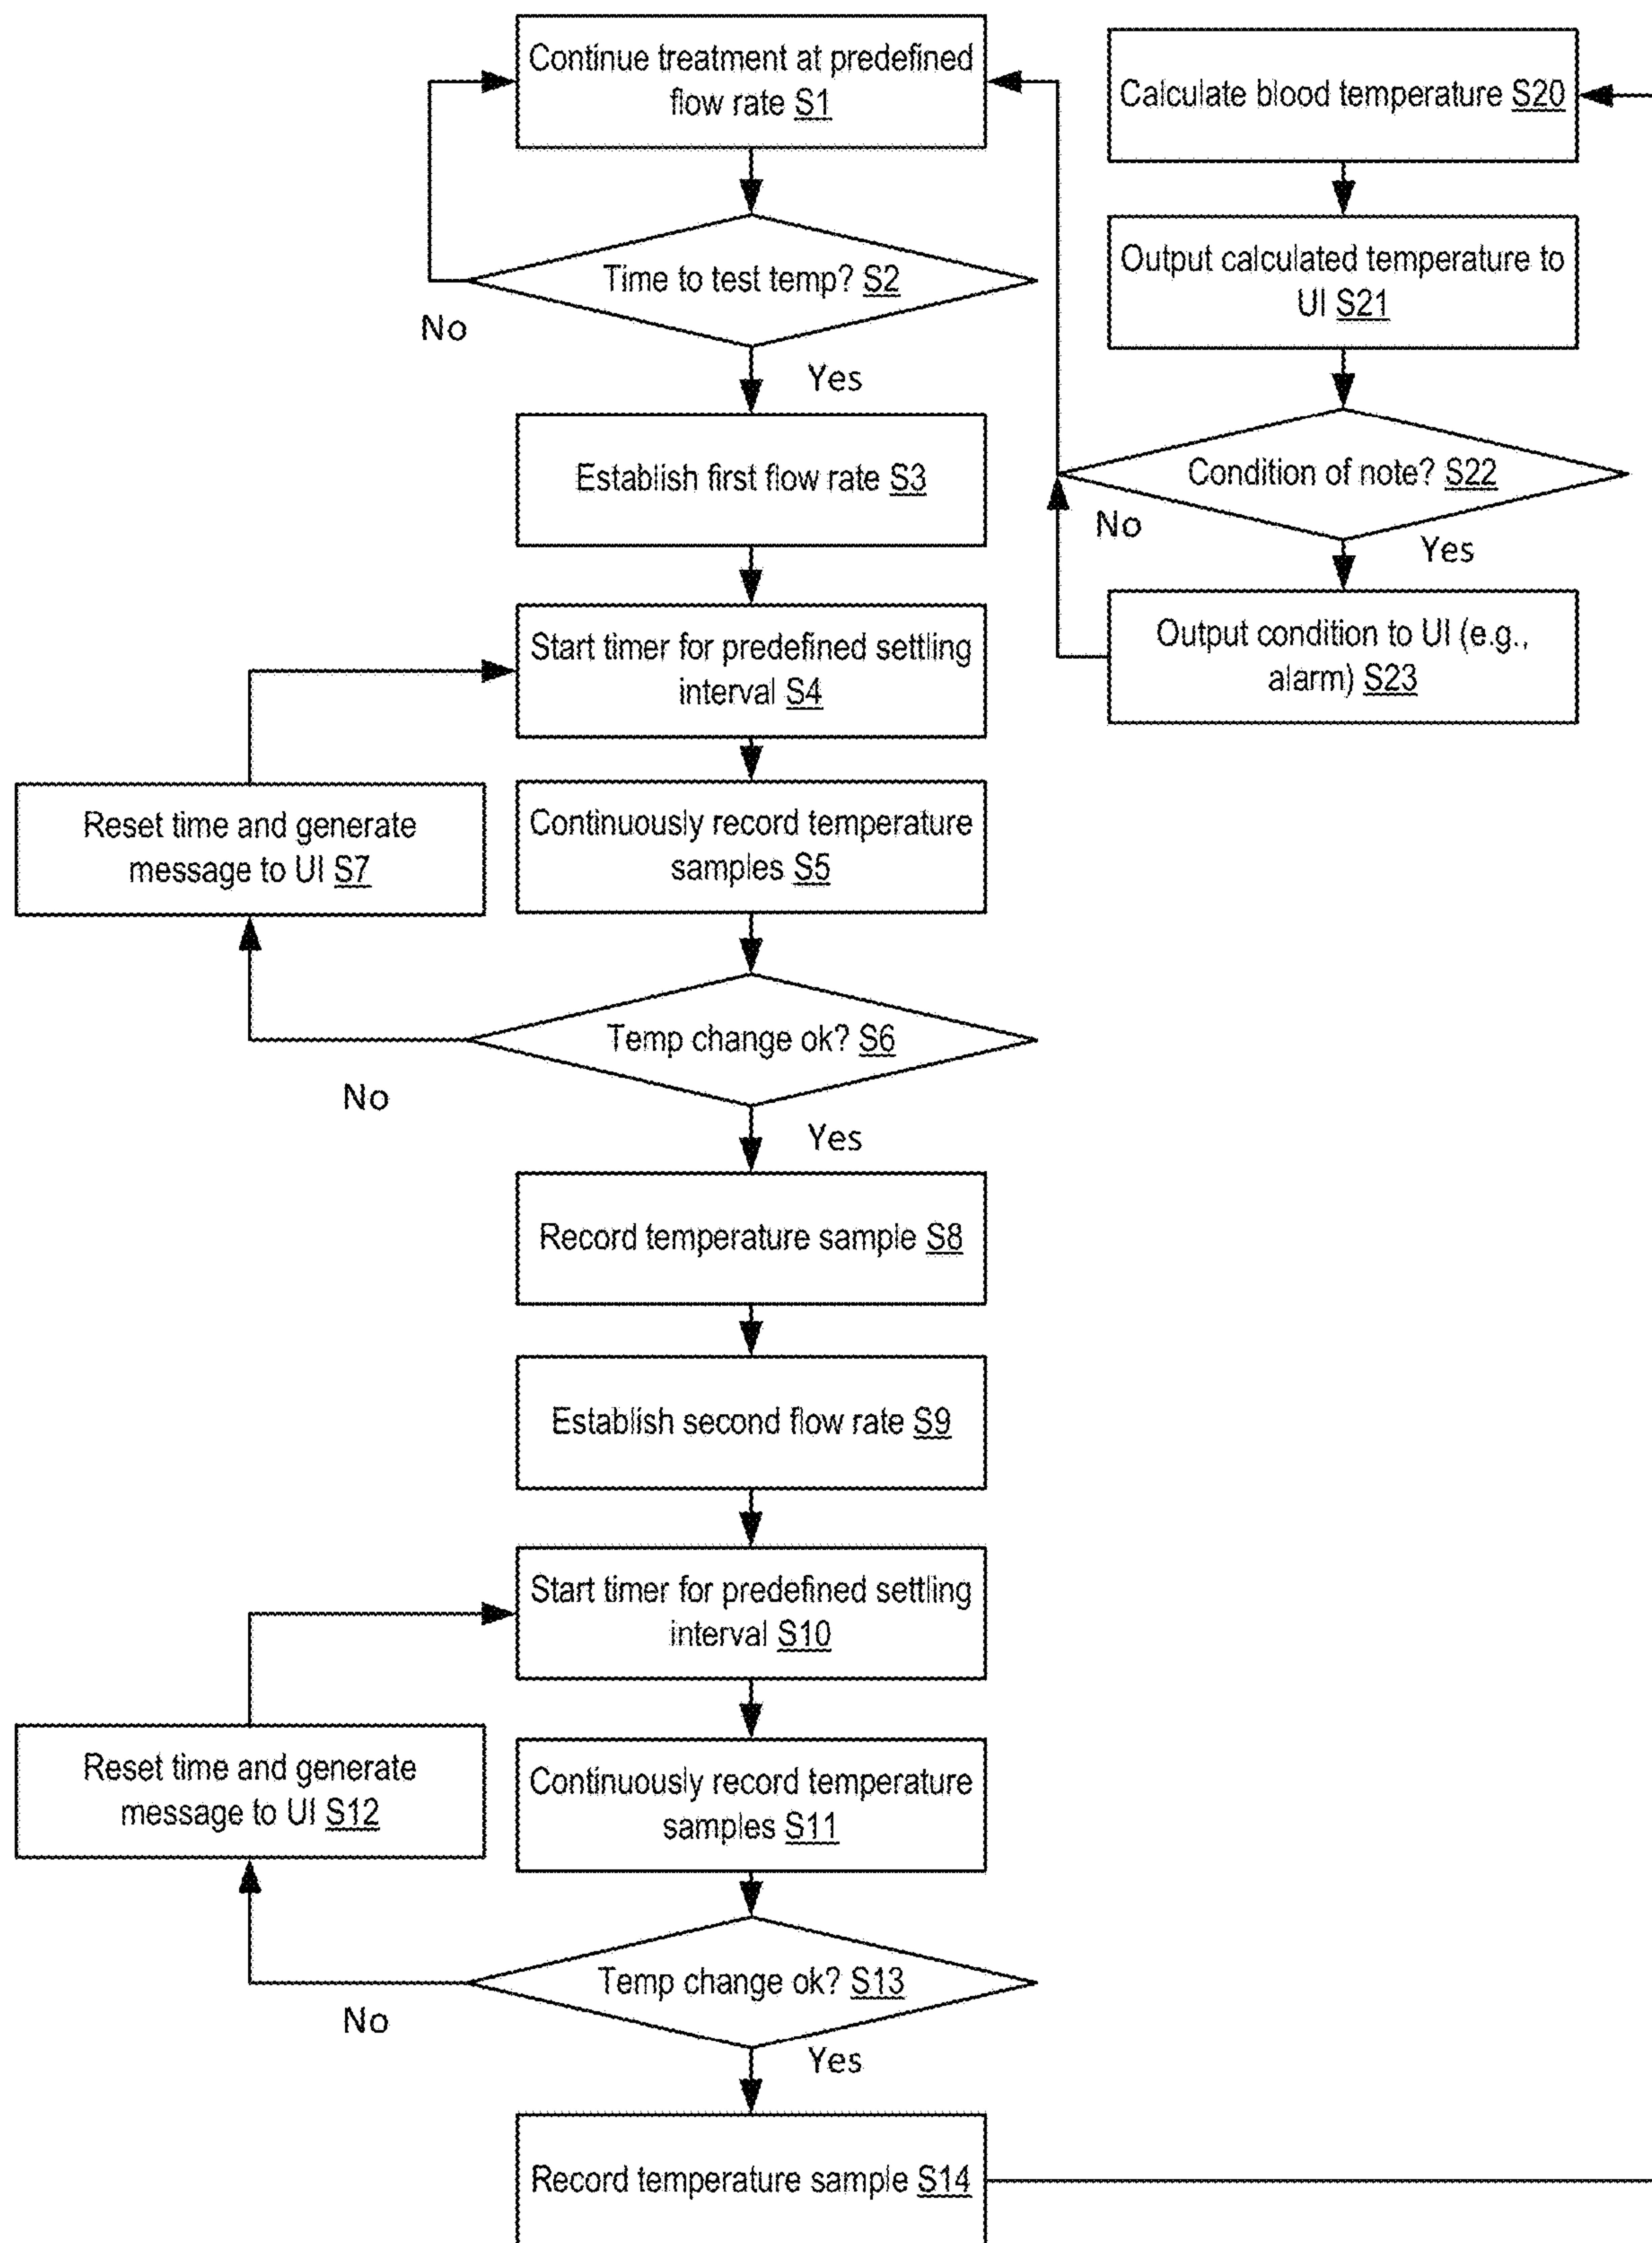 Continue treatment at predefined
flow rate S1
Time to test temp? S2
No
Yes
Establish first flow rate S3
Start timer for predefined settling
interval S4
Continuously record temperature
samples S5
Reset time and generate
message to UI S7
Temp change ok? S6
No
Yes
Record temperature sample S8
Establish second flow rate S9
Start timer for predefined settling
interval S10
Continuously record temperature
samples S11
Reset time and generate
message to UI S12
Temp change ok? S13
No
Yes
Record temperature sample S14
Calculate blood temperature S20
Output calculated temperature to
UI S21
Condition of note? S22
No
Yes
Output condition to UI (e.g.,
alarm) S23